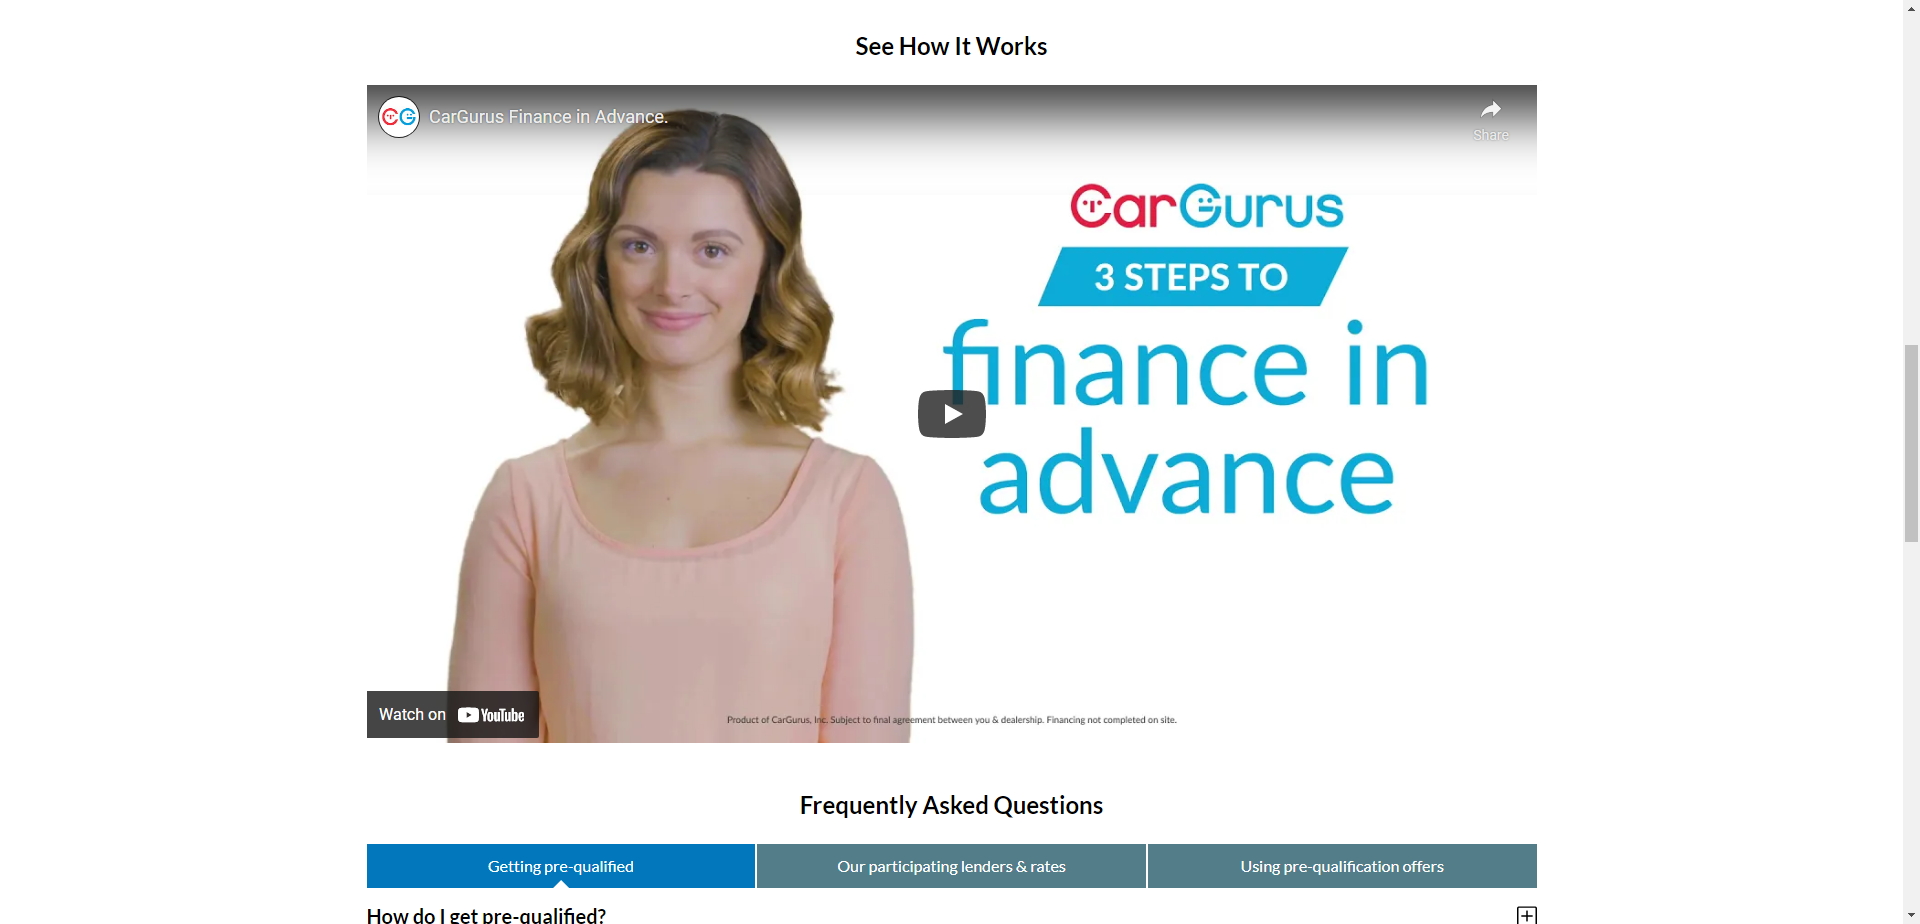 See How It Works
CG CarGurus Finance in Advance.
Share
CarGurus
3 STEPS TO
finance in
advance
Watch on YouTube
Product of CarGurus, Inc. Subject to final agreement between you & dealership. Financing not completed on site.
Frequently Asked Questions
Getting pre-qualified
Our participating lenders & rates
Using pre-qualification offers
How do I get pre-qualified?